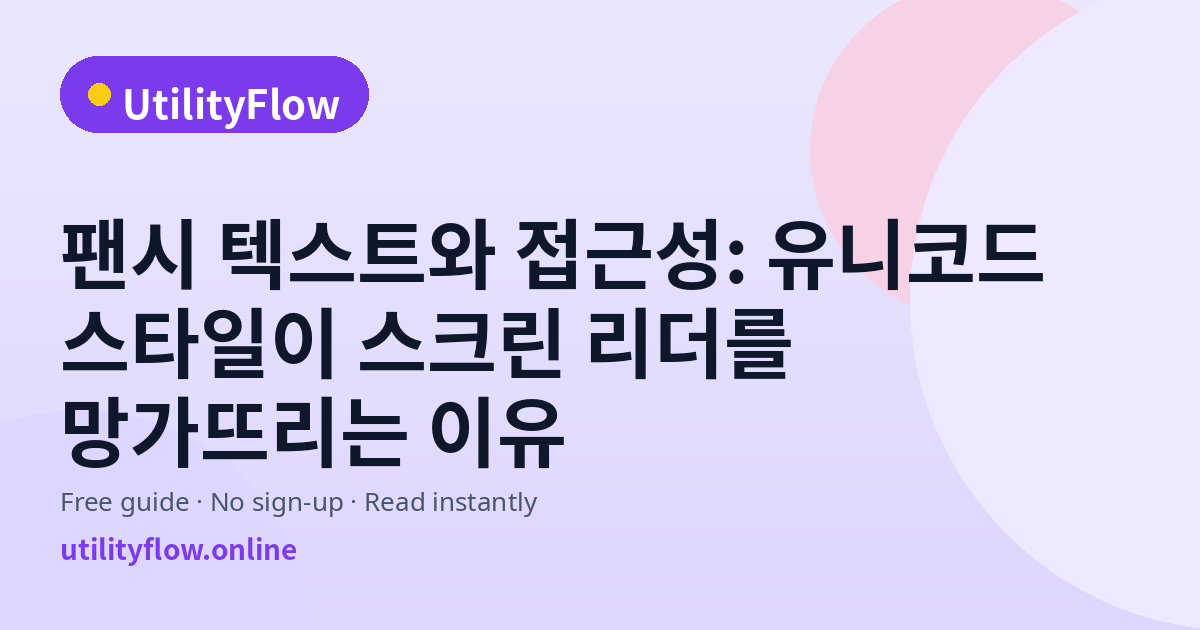 UtilityFlow
팬시 텍스트와 접근성: 유니코드
스타일이 스크린 리더를
망가뜨리는 이유
Free guide · No sign-up · Read instantly
utilityflow.online